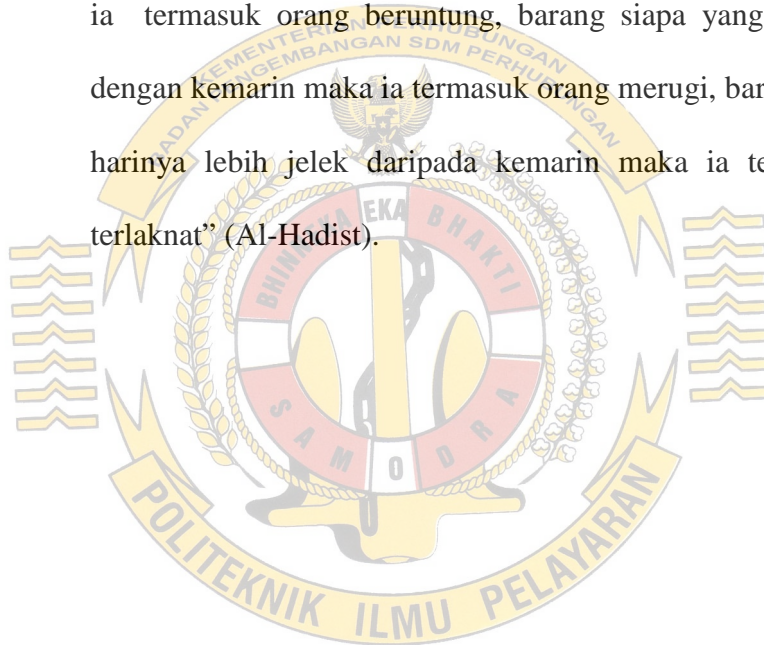 ia termasuk orang beruntung, barang siapa yang
dengan kemarin maka ia termasuk orang merugi, bar
harinya lebih jelek daripada kemarin maka ia te
terlaknat” (Al-Hadist).
KEMENTERIAN PERHUBUNGAN
BADAN PENGEMBANGAN SDM PERHUBUNGAN
BHINNEKA EKA BHAKTI
SAMODRA
POLITEKNIK ILMU PELAYARAN